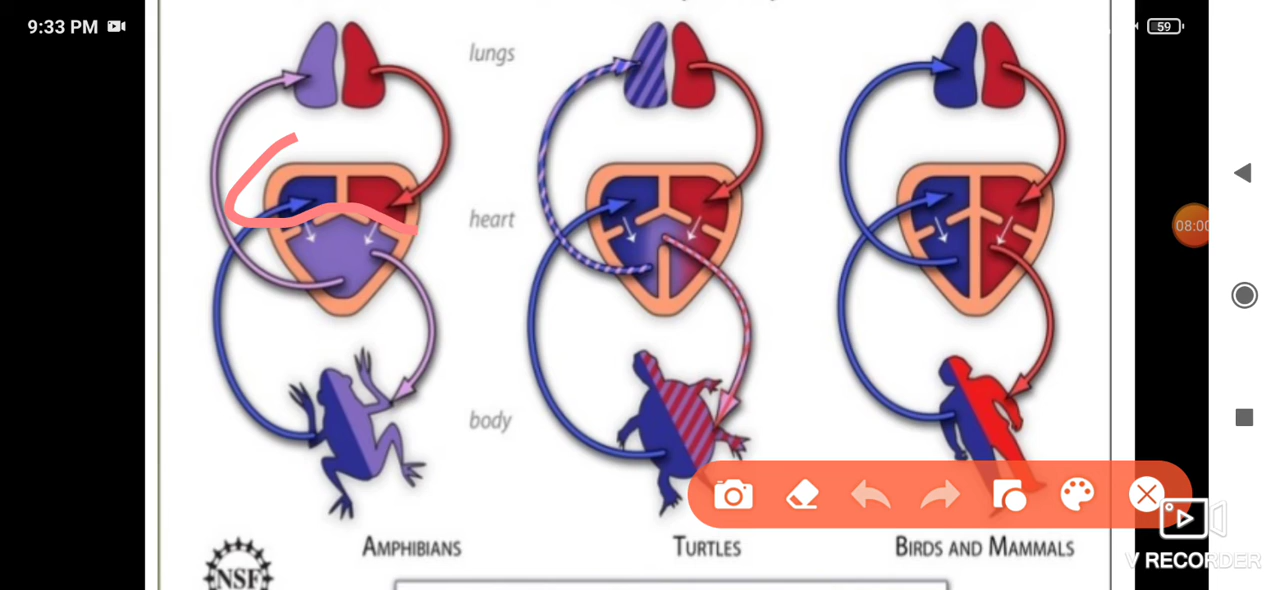 9:33 PM
59
lungs
08:00
heart
body
AMPHIBIANS
TURTLES
BIRDS AND MAMMALS
NSF
V RECORDER